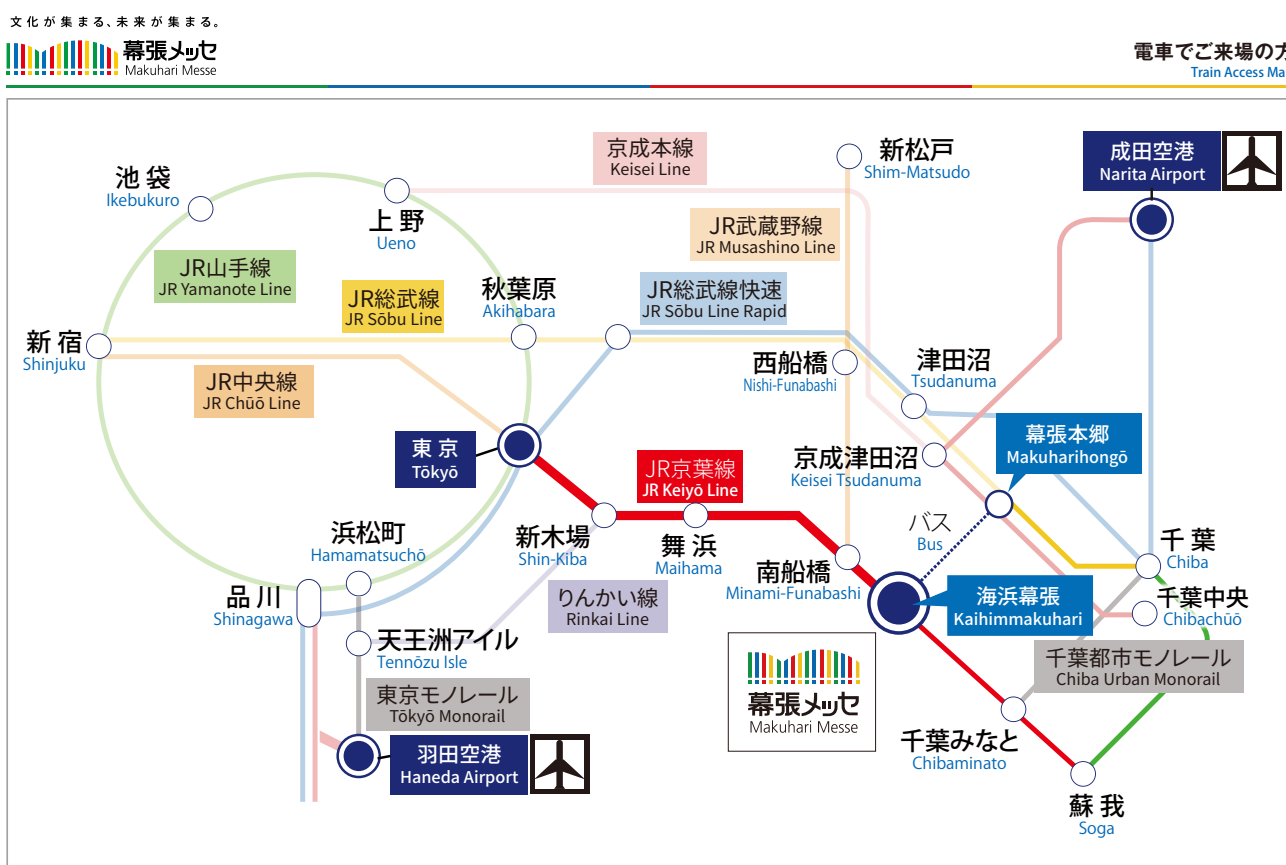 文化が集まる、未来が集まる。
幕張メッセ
Makuhari Messe
電車でご来場の方
Train Access Ma
京成本線
Keisei Line
新松戸
Shim-Matsudo
成田空港
Narita Airport
池袋
Ikebukuro
上野
Ueno
JR武蔵野線
JR Musashino Line
JR山手線
JR Yamanote Line
JR総武線
JR Sōbu Line
秋葉原
Akihabara
JR総武線快速
JR Sōbu Line Rapid
新宿
Shinjuku
西船橋
Nishi-Funabashi
津田沼
Tsudanuma
JR中央線
JR Chūō Line
東京
Tōkyō
JR京葉線
JR Keiyō Line
京成津田沼
Keisei Tsudanuma
幕張本郷
Makuharihongō
浜松町
Hamamatsuchō
新木場
Shin-Kiba
舞浜
Maihama
バス
Bus
南船橋
Minami-Funabashi
千葉
Chiba
品川
Shinagawa
りんかい線
Rinkai Line
海浜幕張
Kaihimmakuhari
千葉中央
Chibachūō
天王洲アイル
Tennōzu Isle
千葉都市モノレール
Chiba Urban Monorail
東京モノレール
Tōkyō Monorail
幕張メッセ
Makuhari Messe
羽田空港
Haneda Airport
千葉みなと
Chibaminato
蘇我
Soga